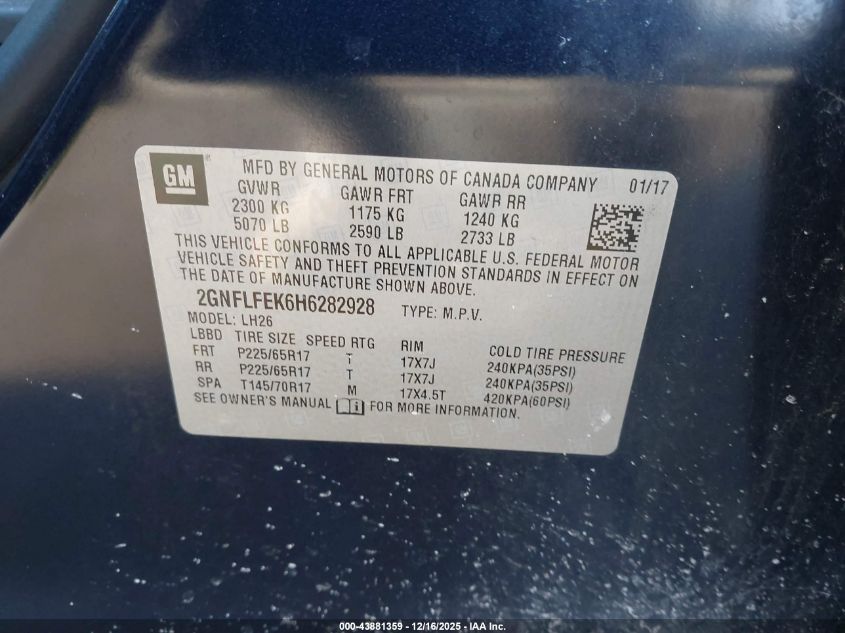 GM
MFD BY GENERAL MOTORS OF CANADA COMPANY 01/17
GVWR GAWR FRT GAWR RR
2300 KG 1175 KG 1240 KG
5070 LB 2590 LB 2733 LB
THIS VEHICLE CONFORMS TO ALL APPLICABLE U.S. FEDERAL MOTOR
VEHICLE SAFETY AND THEFT PREVENTION STANDARDS IN EFFECT ON
THE DATE OF MANUFACTURE SHOWN ABOVE.
2GNFLFEK6H6282928 TYPE: M.P.V.
MODEL: LH26
LBBD TIRE SIZE SPEED RTG RIM COLD TIRE PRESSURE
FRT P225/65R17 T 17X7J 240KPA(35PSI)
RR P225/65R17 T 17X7J 240KPA(35PSI)
SPA T145/70R17 M 17X4.5T 420KPA(60PSI)
SEE OWNER'S MANUAL FOR MORE INFORMATION.
000-43881359 - 12/16/2025 - IAA Inc.